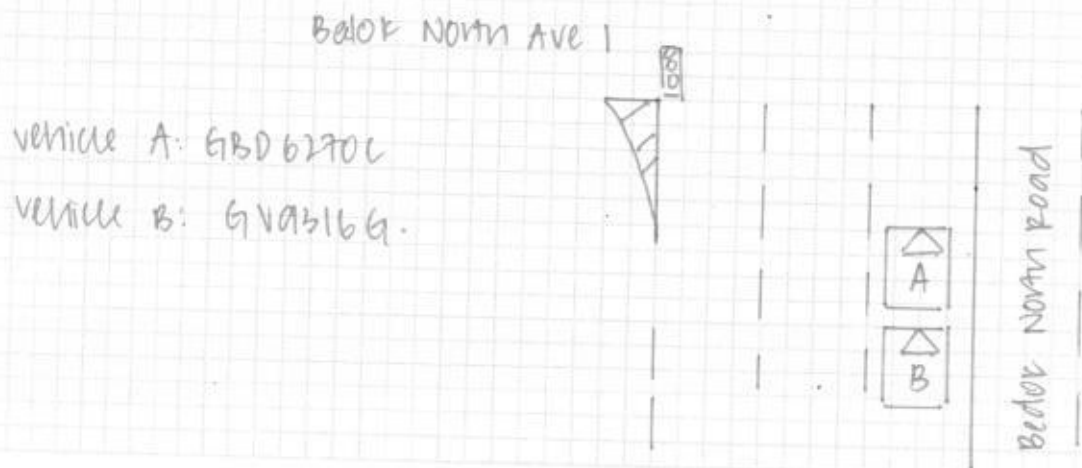 Bedok North Ave 1
vehicle A: GBD6270C
vehicle B: GV9316G.
A
B
Bedok North Road